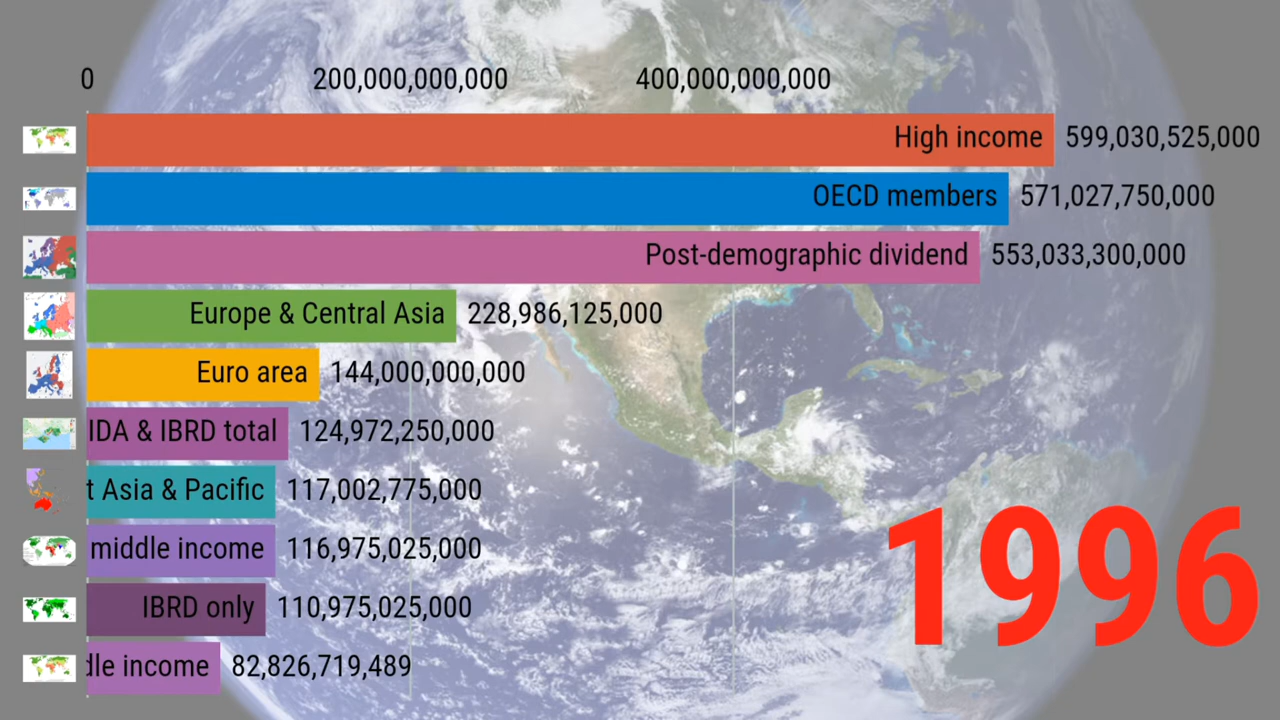 0 200,000,000,000 400,000,000,000
High income 599,030,525,000
OECD members 571,027,750,000
Post-demographic dividend 553,033,300,000
Europe & Central Asia 228,986,125,000
Euro area 144,000,000,000
IDA & IBRD total 124,972,250,000
t Asia & Pacific 117,002,775,000
middle income 116,975,025,000
IBRD only 110,975,025,000
dle income 82,826,719,489
1996